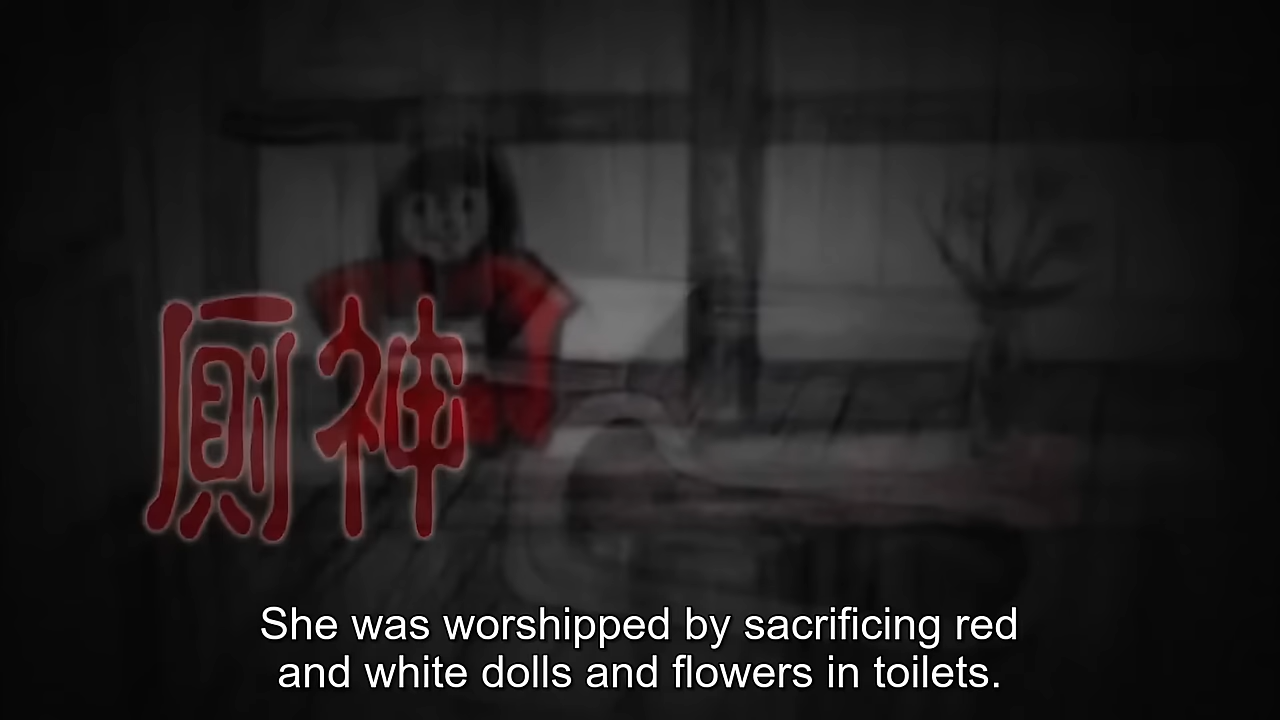 厠神
She was worshipped by sacrificing red
and white dolls and flowers in toilets.